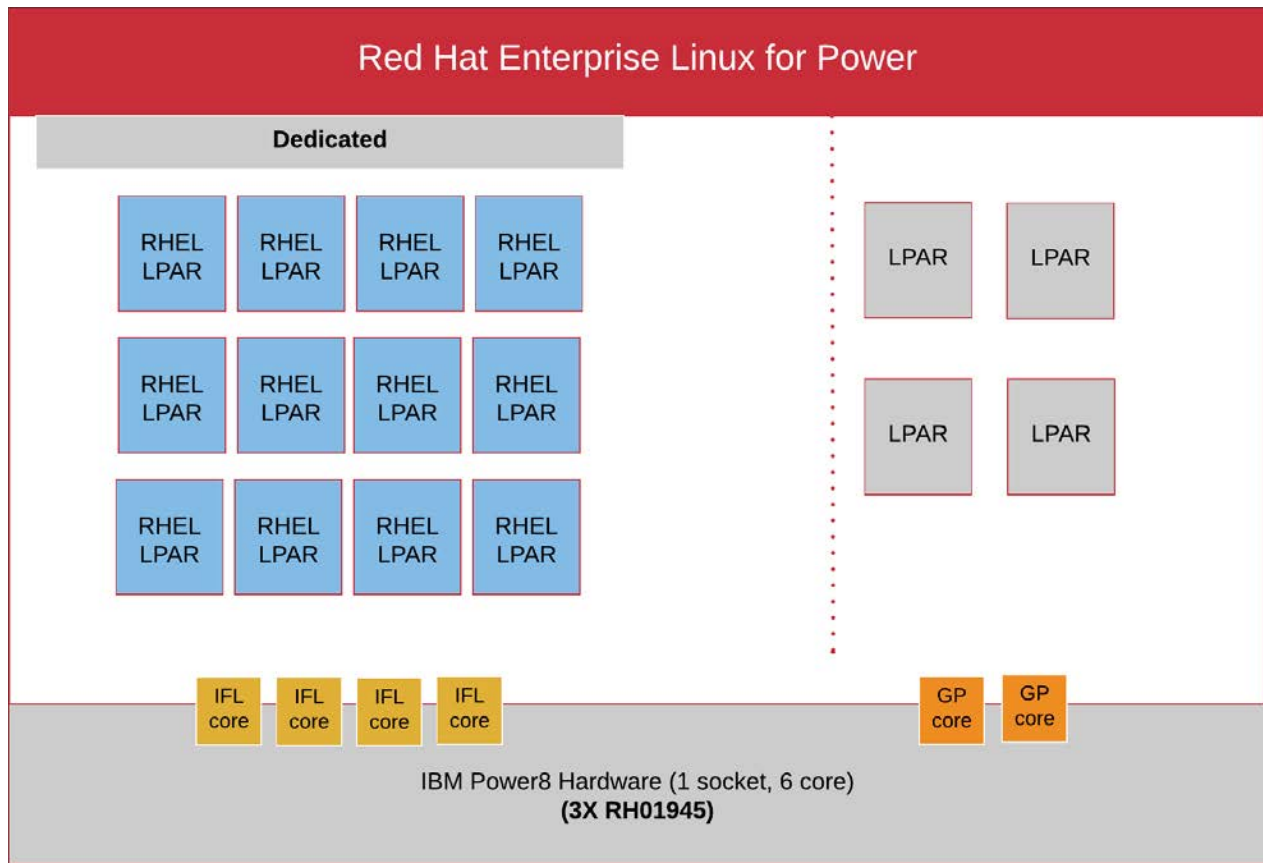 Red Hat Enterprise Linux for Power
Dedicated
RHEL
LPAR
RHEL
LPAR
RHEL
LPAR
RHEL
LPAR
LPAR
LPAR
RHEL
LPAR
RHEL
LPAR
RHEL
LPAR
RHEL
LPAR
LPAR
LPAR
RHEL
LPAR
RHEL
LPAR
RHEL
LPAR
RHEL
LPAR
IFL
core
IFL
core
IFL
core
IFL
core
GP
core
GP
core
IBM Power8 Hardware (1 socket, 6 core)
(3X RH01945)